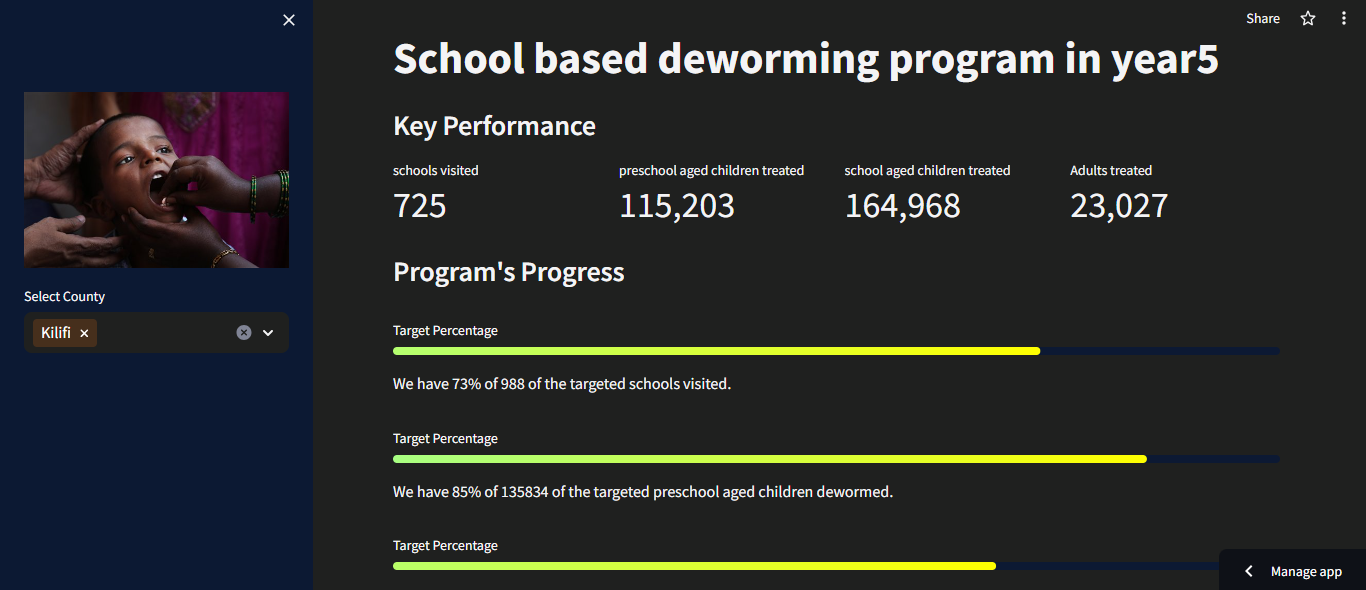 Share
School based deworming program in year5
Key Performance
schools visited
725
preschool aged children treated
115,203
school aged children treated
164,968
Adults treated
23,027
Select County
Kilifi
Program's Progress
Target Percentage
We have 73% of 988 of the targeted schools visited.
Target Percentage
We have 85% of 135834 of the targeted preschool aged children dewormed.
Target Percentage
Manage app